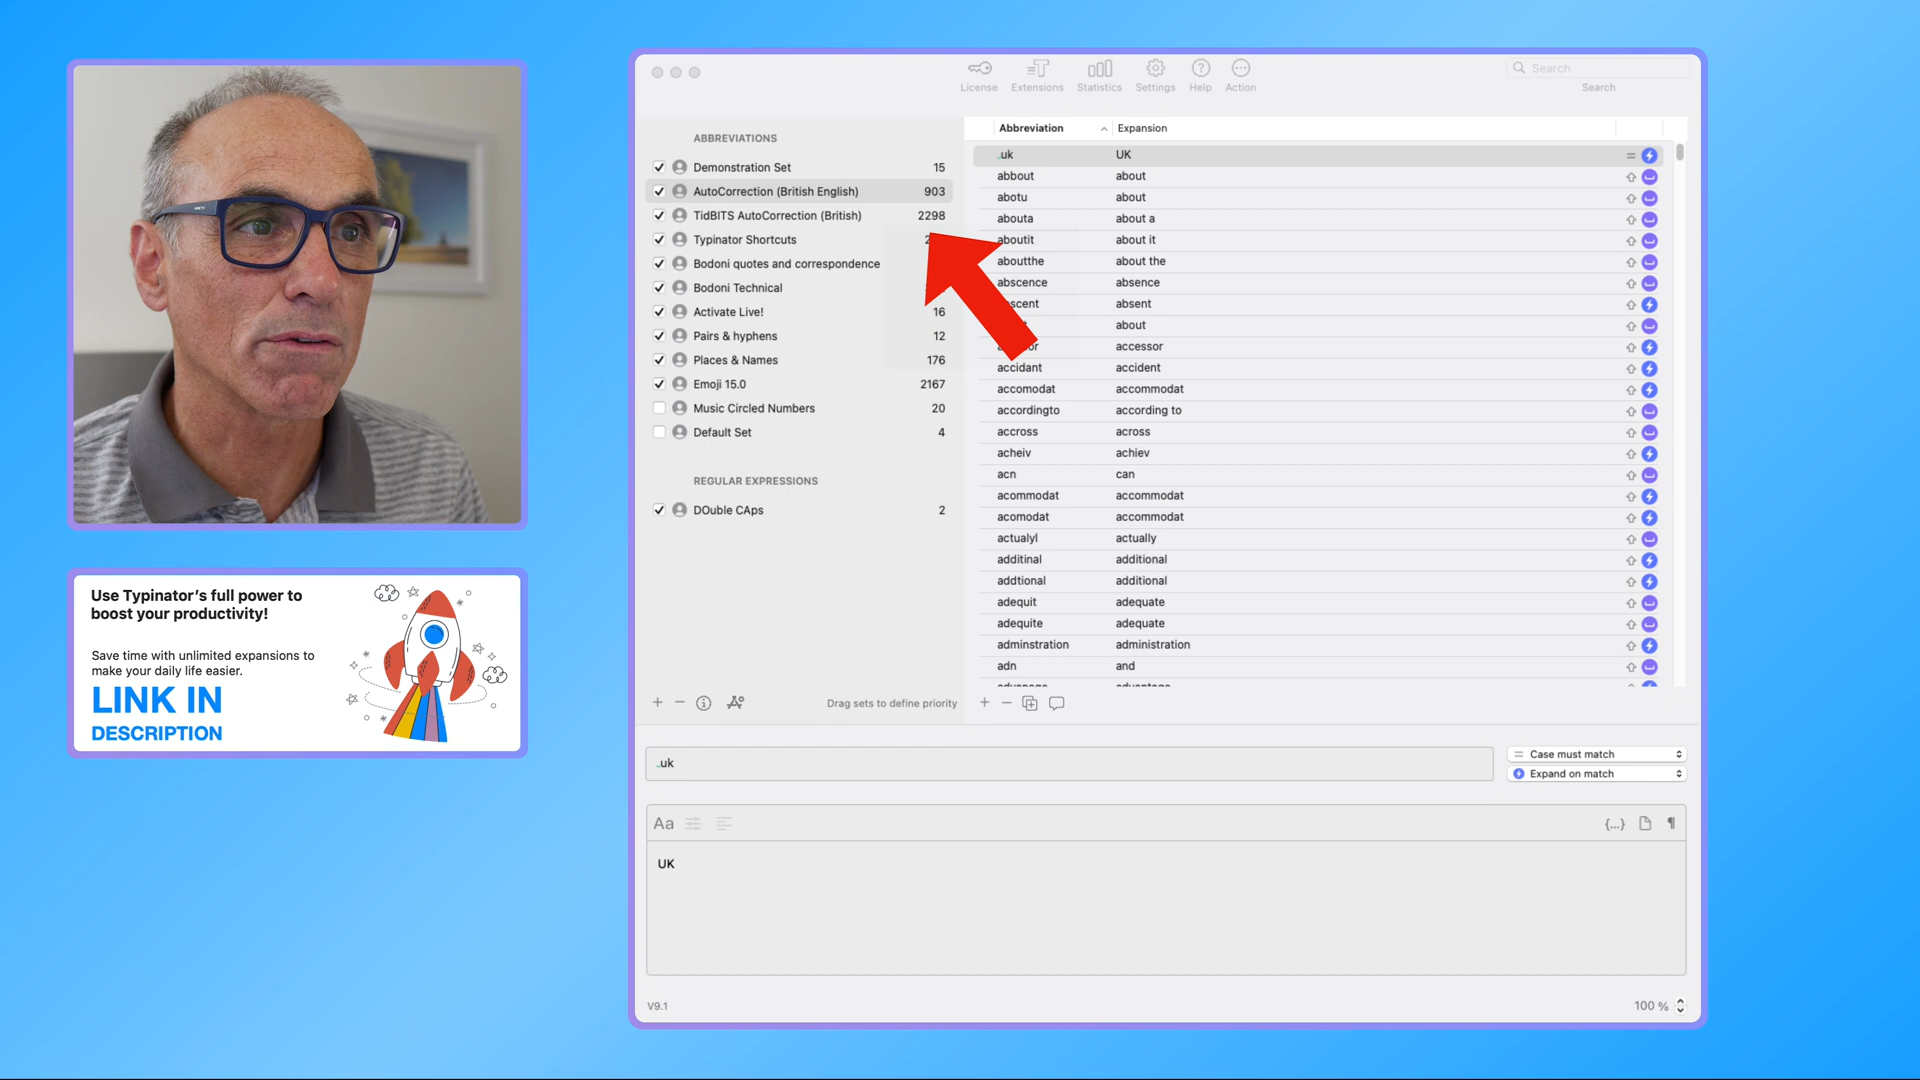 License
Extensions
Statistics
Settings
Help
Action
Search
Search
ABBREVIATIONS
Demonstration Set 15
AutoCorrection (British English) 903
TidBITS AutoCorrection (British) 2298
Typinator Shortcuts
Bodoni quotes and correspondence
Bodoni Technical
Activate Live! 16
Pairs & hyphens 12
Places & Names 176
Emoji 15.0 2167
Music Circled Numbers 20
Default Set 4
REGULAR EXPRESSIONS
DOuble CAps 2
Drag sets to define priority
Abbreviation Expansion
.uk UK
abbout about
abotu about
abouta about a
aboutit about it
aboutthe about the
abscence absence
absent
about
accessor
accidant accident
accomodat accommodat
accordingto according to
accross across
acheiv achiev
acn can
acommodat accommodat
acomodat accommodat
actualyl actually
additinal additional
addtional additional
adequit adequate
adequite adequate
adminstration administration
adn and
.uk
Case must match
Expand on match
Aa
{...}
¶
UK
V9.1
100 %
Use Typinator's full power to
boost your productivity!
Save time with unlimited expansions to
make your daily life easier.
LINK IN
DESCRIPTION